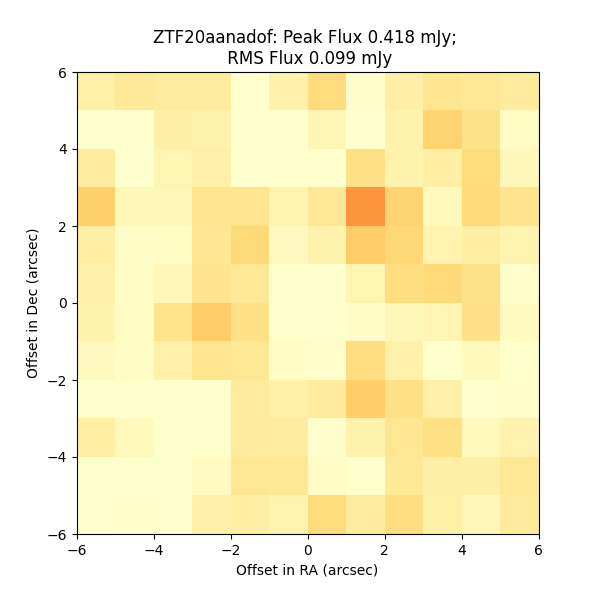 ZTF20aanadof: Peak Flux 0.418 mJy;
RMS Flux 0.099 mJy
6
4
2
0
−2
−4
−6
Offset in Dec (arcsec)
−6 −4 −2 0 2 4 6
Offset in RA (arcsec)